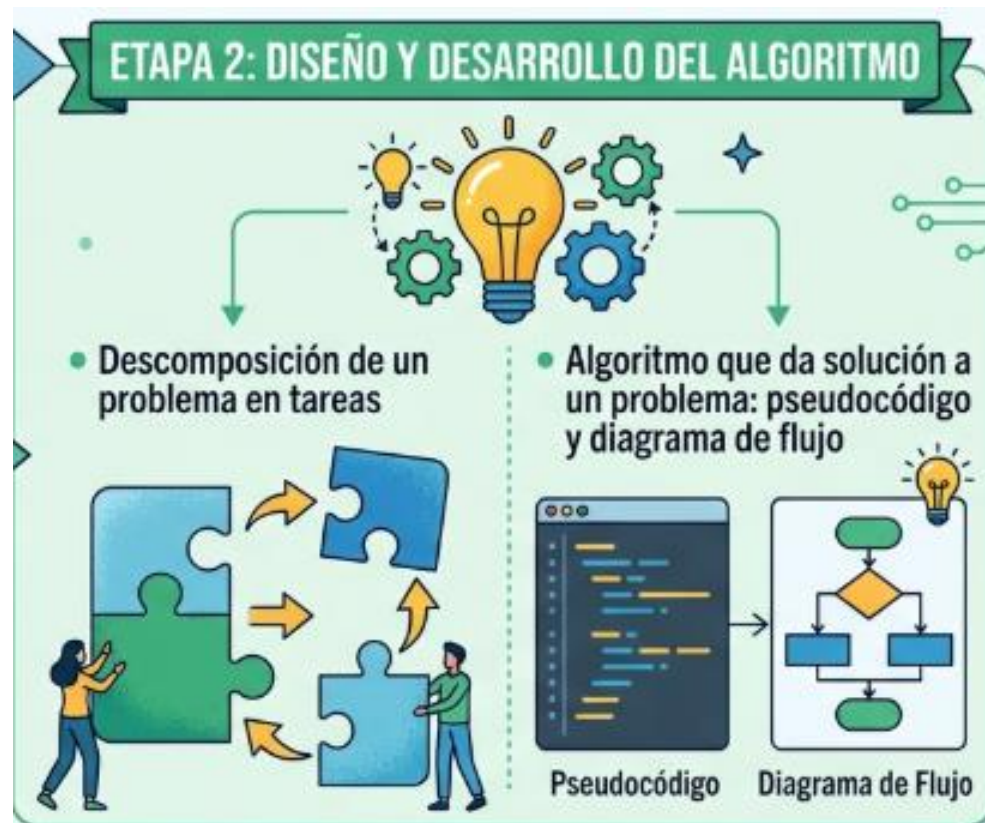 ETAPA 2: DISEÑO Y DESARROLLO DEL ALGORITMO
• Descomposición de un
problema en tareas
• Algoritmo que da solución a
un problema: pseudocódigo
y diagrama de flujo
Pseudocódigo
Diagrama de Flujo